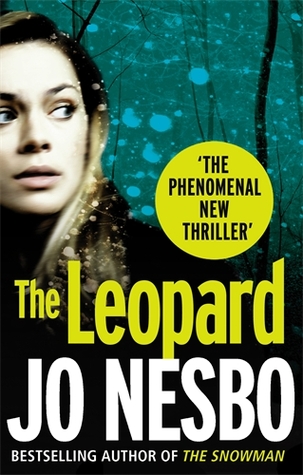 'THE
PHENOMENAL
NEW
THRILLER'
The Leopard
JO NESBO
BESTSELLING AUTHOR OF THE SNOWMAN